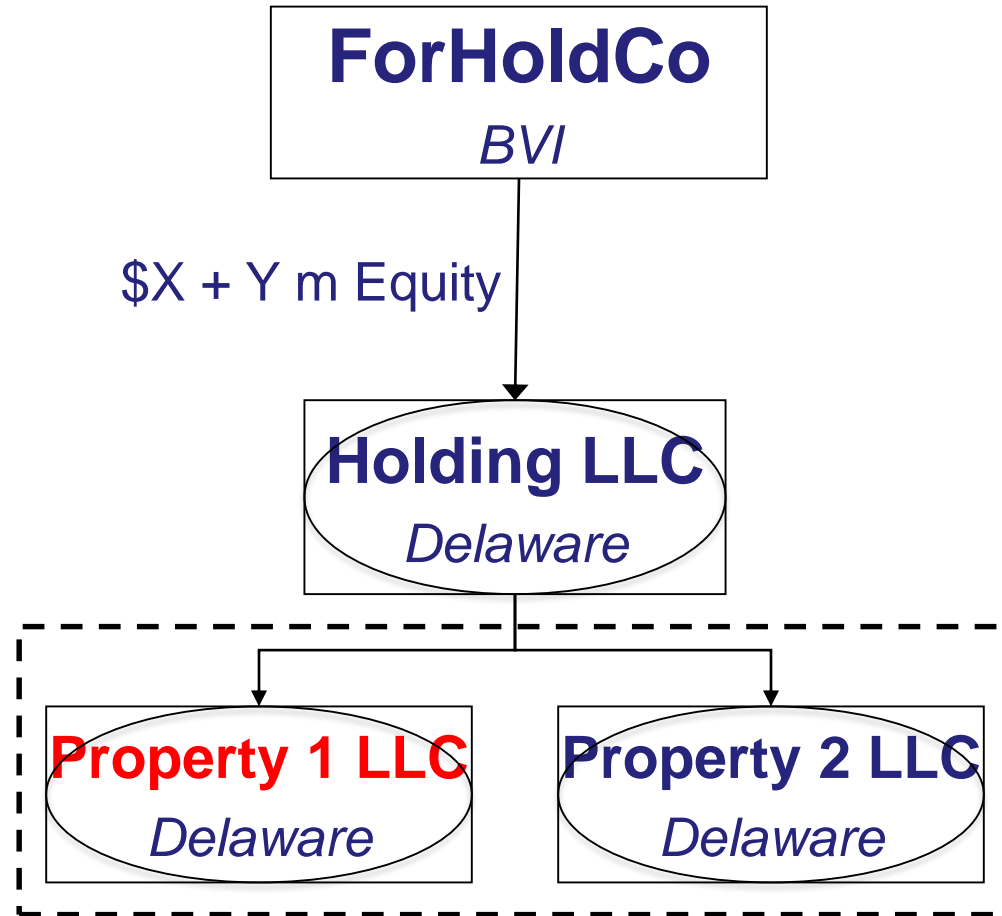 ForHoldCo
BVI
$X + Y m Equity
Holding LLC
Delaware
Property 1 LLC
Delaware
Property 2 LLC
Delaware